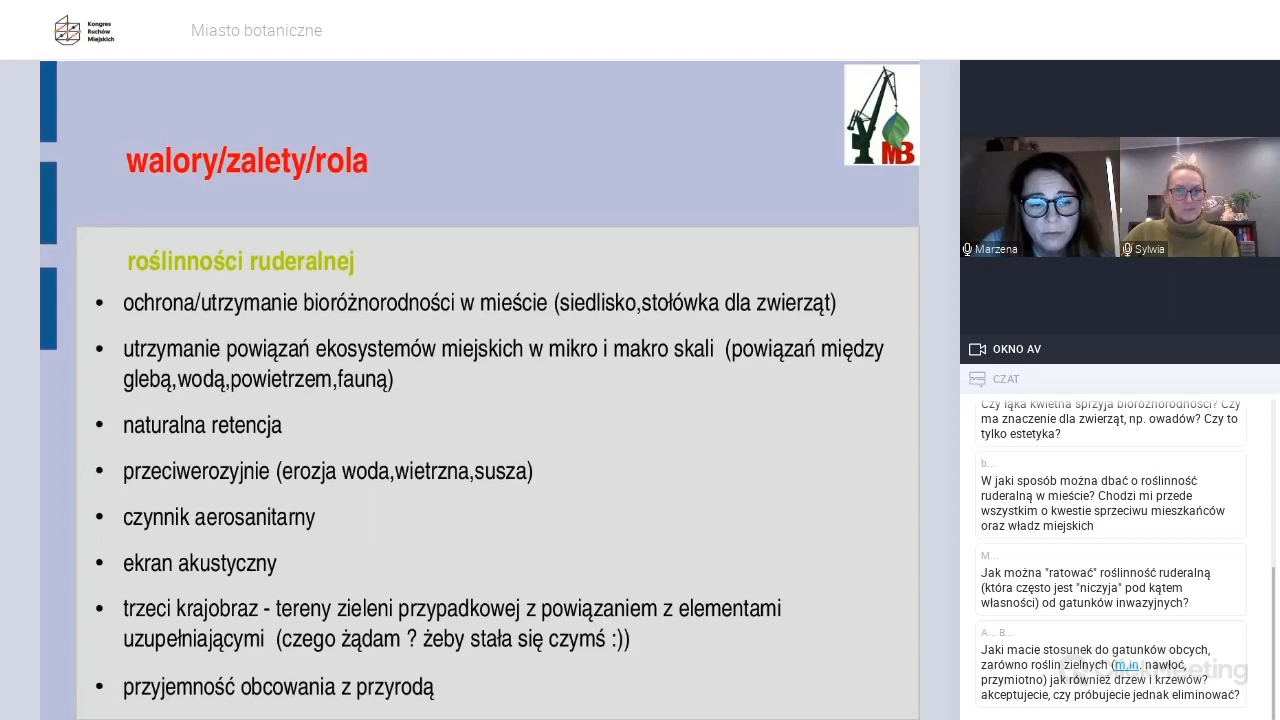 Kongres
Ruchów
Miejskich
Miasto botaniczne
MB
walory/zalety/rola
roślinności ruderalnej
• ochrona/utrzymanie bioróżnorodności w mieście (siedlisko,stołówka dla zwierząt)
• utrzymanie powiązań ekosystemów miejskich w mikro i makro skali (powiązań między
glebą,wodą,powietrzem,fauną)
• naturalna retencja
• przeciwerozyjnie (erozja woda,wietrzna,susza)
• czynnik aerosanitarny
• ekran akustyczny
• trzeci krajobraz - tereny zieleni przypadkowej z powiązaniem z elementami
uzupełniającymi (czego żądam ? żeby stała się czymś :))
• przyjemność obcowania z przyrodą
Marzena
Sylwia
OKNO AV
CZAT
Czy łąka kwietna sprzyja bioróżnorodności? Czy
ma znaczenie dla zwierząt, np. owadów? Czy to
tylko estetyka?
b...
W jaki sposób można dbać o roślinność
ruderalną w mieście? Chodzi mi przede
wszystkim o kwestie sprzeciwu mieszkańców
oraz władz miejskich
M...
Jak można "ratować" roślinność ruderalną
(która często jest "niczyja" pod kątem
własności) od gatunków inwazyjnych?
A... B...
Jaki macie stosunek do gatunków obcych,
zarówno roślin zielnych (m.in. nawłoć,
przymiotno) jak również drzew i krzewów?
akceptujecie, czy próbujecie jednak eliminować?
ClickMeeting